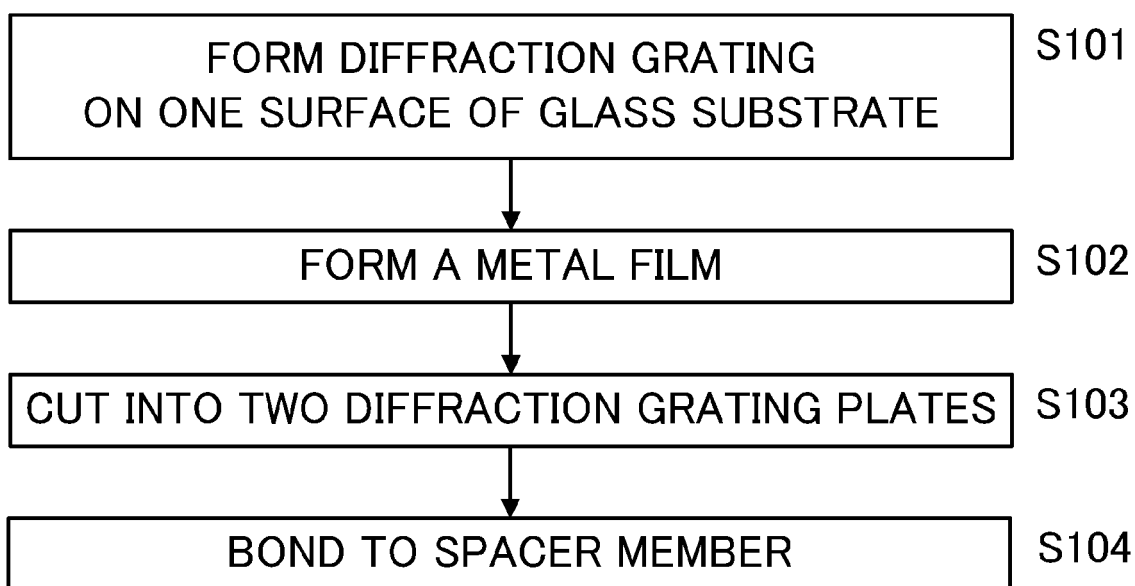 FORM DIFFRACTION GRATING
ON ONE SURFACE OF GLASS SUBSTRATE
S101
FORM A METAL FILM
S102
CUT INTO TWO DIFFRACTION GRATING PLATES
S103
BOND TO SPACER MEMBER
S104